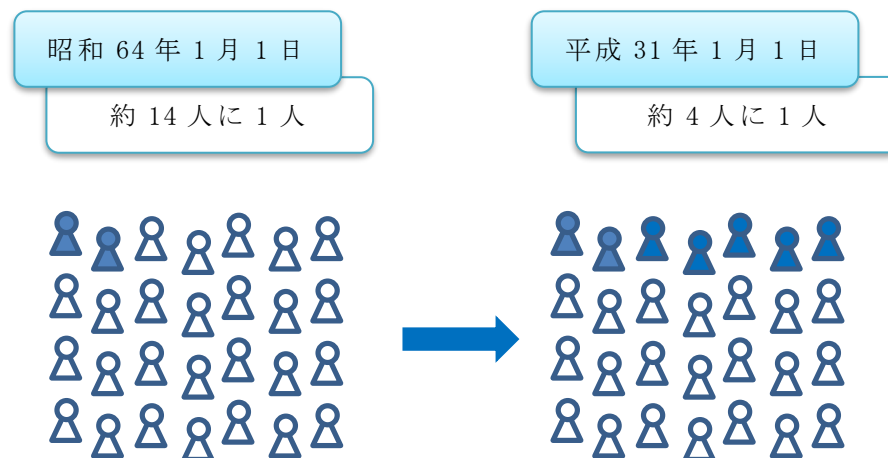 昭和 64 年 1 月 1 日
約 14 人に 1 人
平成 31 年 1 月 1 日
約 4 人に 1 人